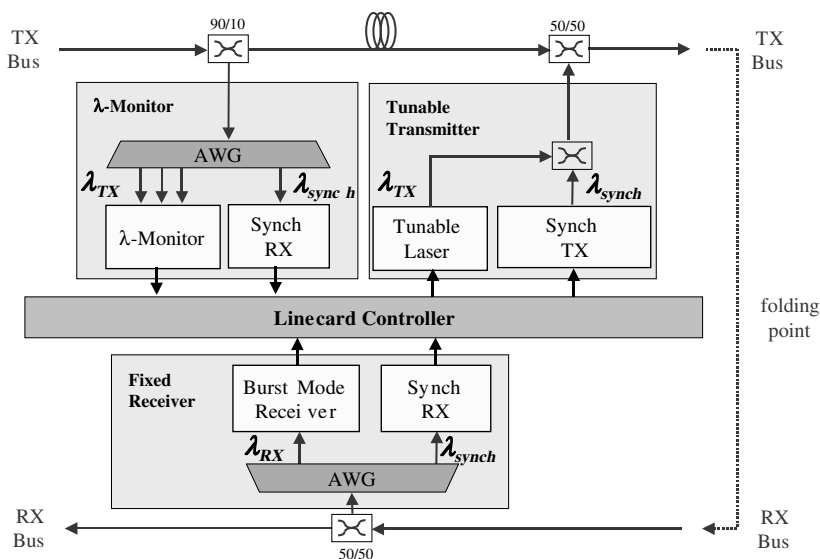 90/10
50/50
TX
Bus
TX
Bus
λ-Monitor
Tunable
Transmitter
AWG
λTX
λsync h
λTX
λsynch
λ-Monitor
Synch
RX
Tunable
Laser
Synch
TX
Linecard Controller
folding
point
Fixed
Receiver
Burst Mode
Recei ver
Synch
RX
λRX
λsynch
AWG
RX
Bus
50/50
RX
Bus